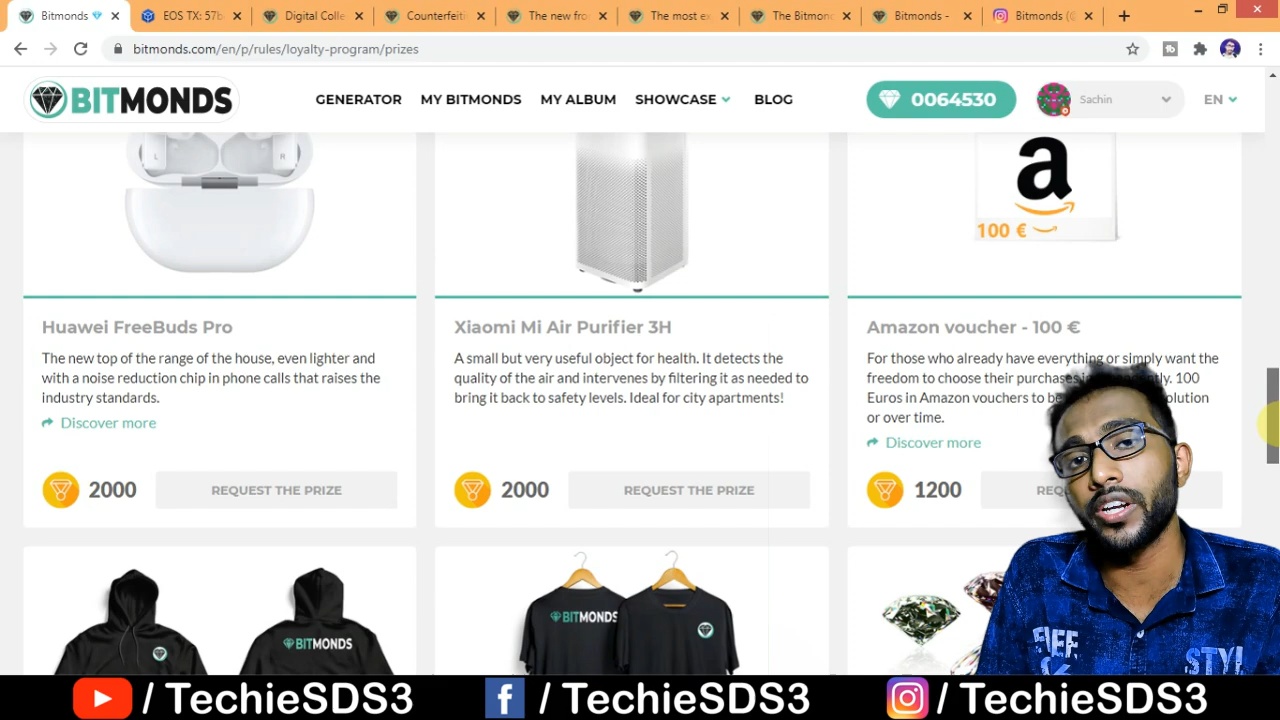 Bitmonds
EOS TX: 57b
Digital Colle
Counterfeiti
The new fro
The most ex
The Bitmond
Bitmonds -
Bitmonds (@
bitmonds.com/en/p/rules/loyalty-program/prizes
BITMONDS
GENERATOR
MY BITMONDS
MY ALBUM
SHOWCASE
BLOG
0064530
Sachin
EN
L R
a
100 €
Huawei FreeBuds Pro
The new top of the range of the house, even lighter and
with a noise reduction chip in phone calls that raises the
industry standards.
Discover more
2000
REQUEST THE PRIZE
Xiaomi Mi Air Purifier 3H
A small but very useful object for health. It detects the
quality of the air and intervenes by filtering it as needed to
bring it back to safety levels. Ideal for city apartments!
2000
REQUEST THE PRIZE
Amazon voucher - 100 €
For those who already have everything or simply want the
freedom to choose their purchases 100
Euros in Amazon vouchers to
or over time.
Discover more
1200
BITMONDS
BITMONDS
/ TechieSDS3
/ TechieSDS3
/ TechieSDS3